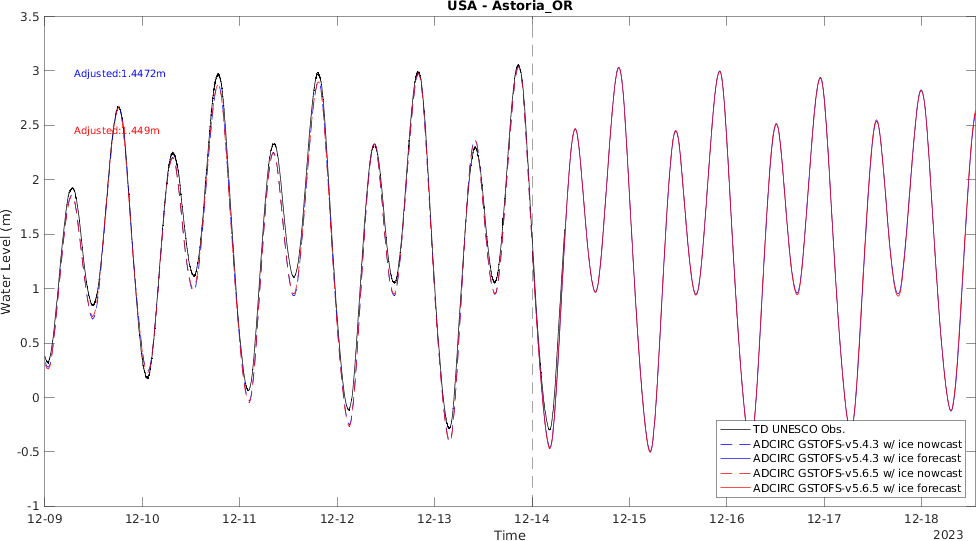 USA - Astoria_OR
3.5
3
2.5
2
1.5
1
0.5
0
-0.5
-1
Water Level (m)
Adjusted:1.4472m
Adjusted:1.449m
TD UNESCO Obs.
ADCIRC GSTOFS-v5.4.3 w/ ice nowcast
ADCIRC GSTOFS-v5.4.3 w/ ice forecast
ADCIRC GSTOFS-v5.6.5 w/ ice nowcast
ADCIRC GSTOFS-v5.6.5 w/ ice forecast
12-09 12-10 12-11 12-12 12-13 12-14 12-15 12-16 12-17 12-18
Time
2023